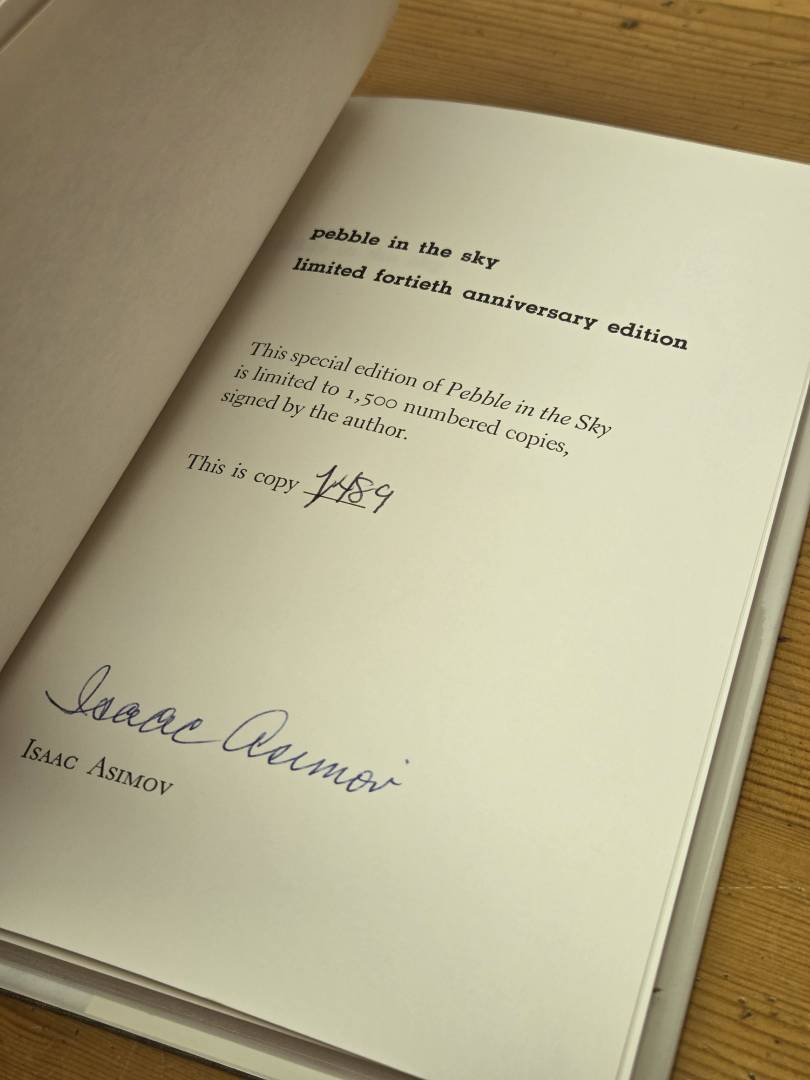 pebble in the sky
limited fortieth anniversary edition
This special edition of Pebble in the Sky
is limited to 1,500 numbered copies,
signed by the author.
This is copy 1489
Isaac Asimov
Isaac Asimov